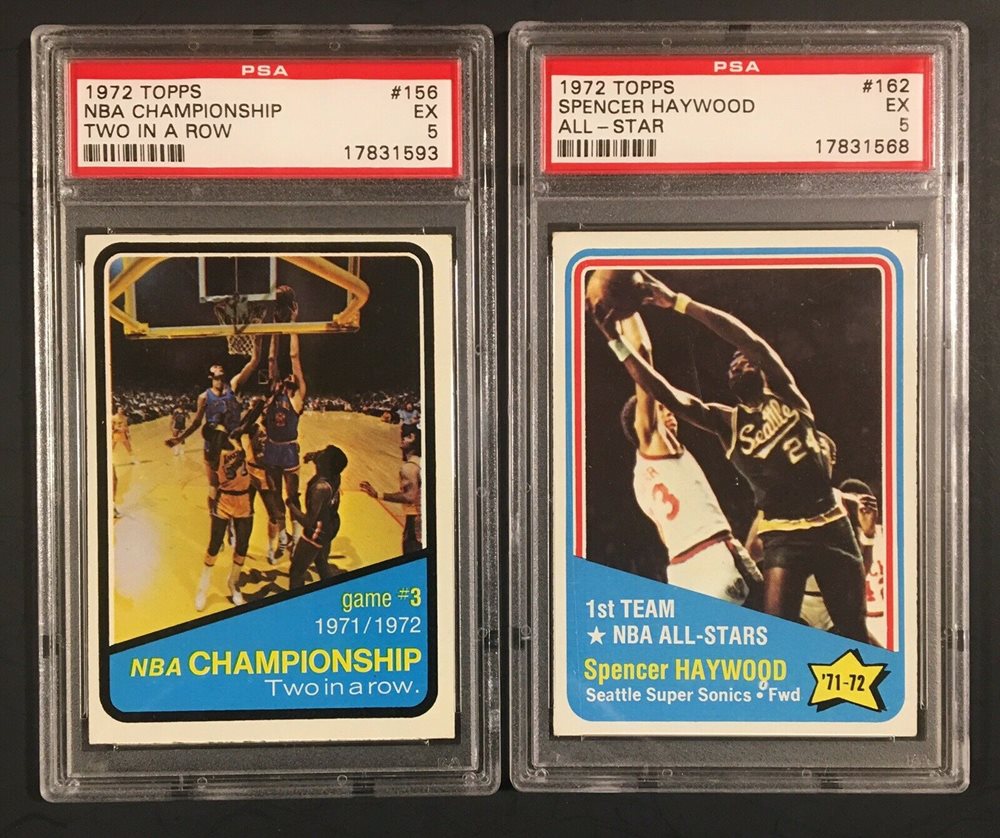 PSA
1972 TOPPS #156
NBA CHAMPIONSHIP EX
TWO IN A ROW 5
17831593
game #3
1971/1972
NBA CHAMPIONSHIP
Two in a row.
PSA
1972 TOPPS #162
SPENCER HAYWOOD EX
ALL-STAR 5
17831568
Seattle
24
3
1st TEAM
★ NBA ALL-STARS
Spencer HAYWOOD
Seattle Super Sonics • Fwd
'71-72